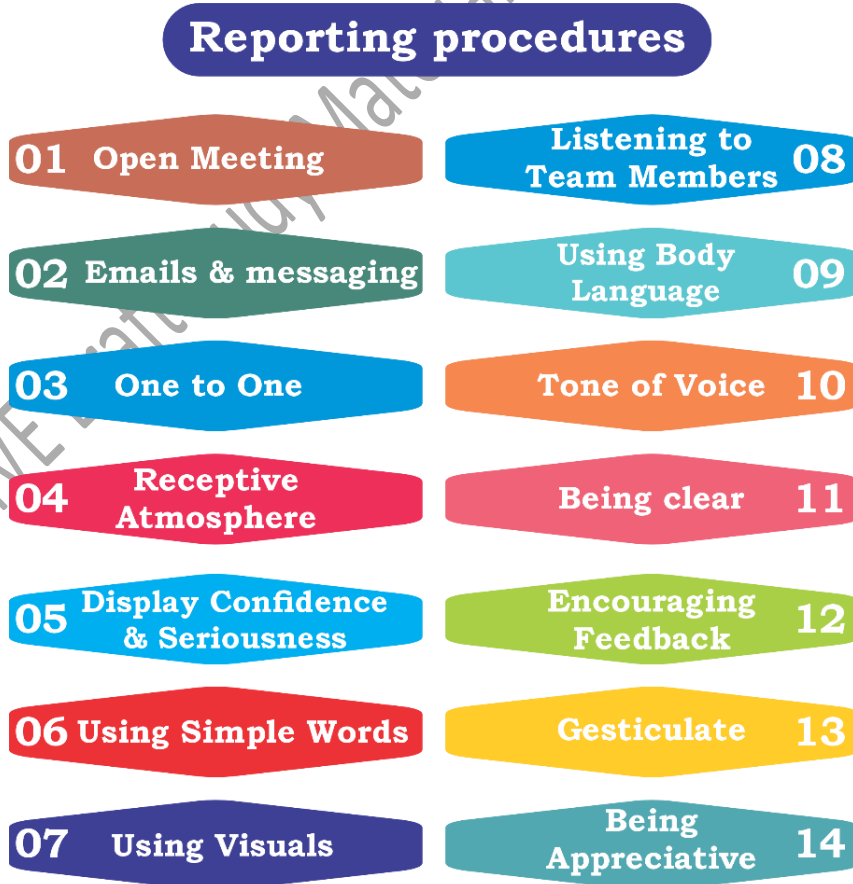 Reporting procedures
01 Open Meeting
02 Emails & messaging
03 One to One
04 Receptive
Atmosphere
05 Display Confidence
& Seriousness
06 Using Simple Words
07 Using Visuals
Listening to
Team Members 08
Using Body
Language 09
Tone of Voice 10
Being clear 11
Encouraging
Feedback 12
Gesticulate 13
Being
Appreciative 14